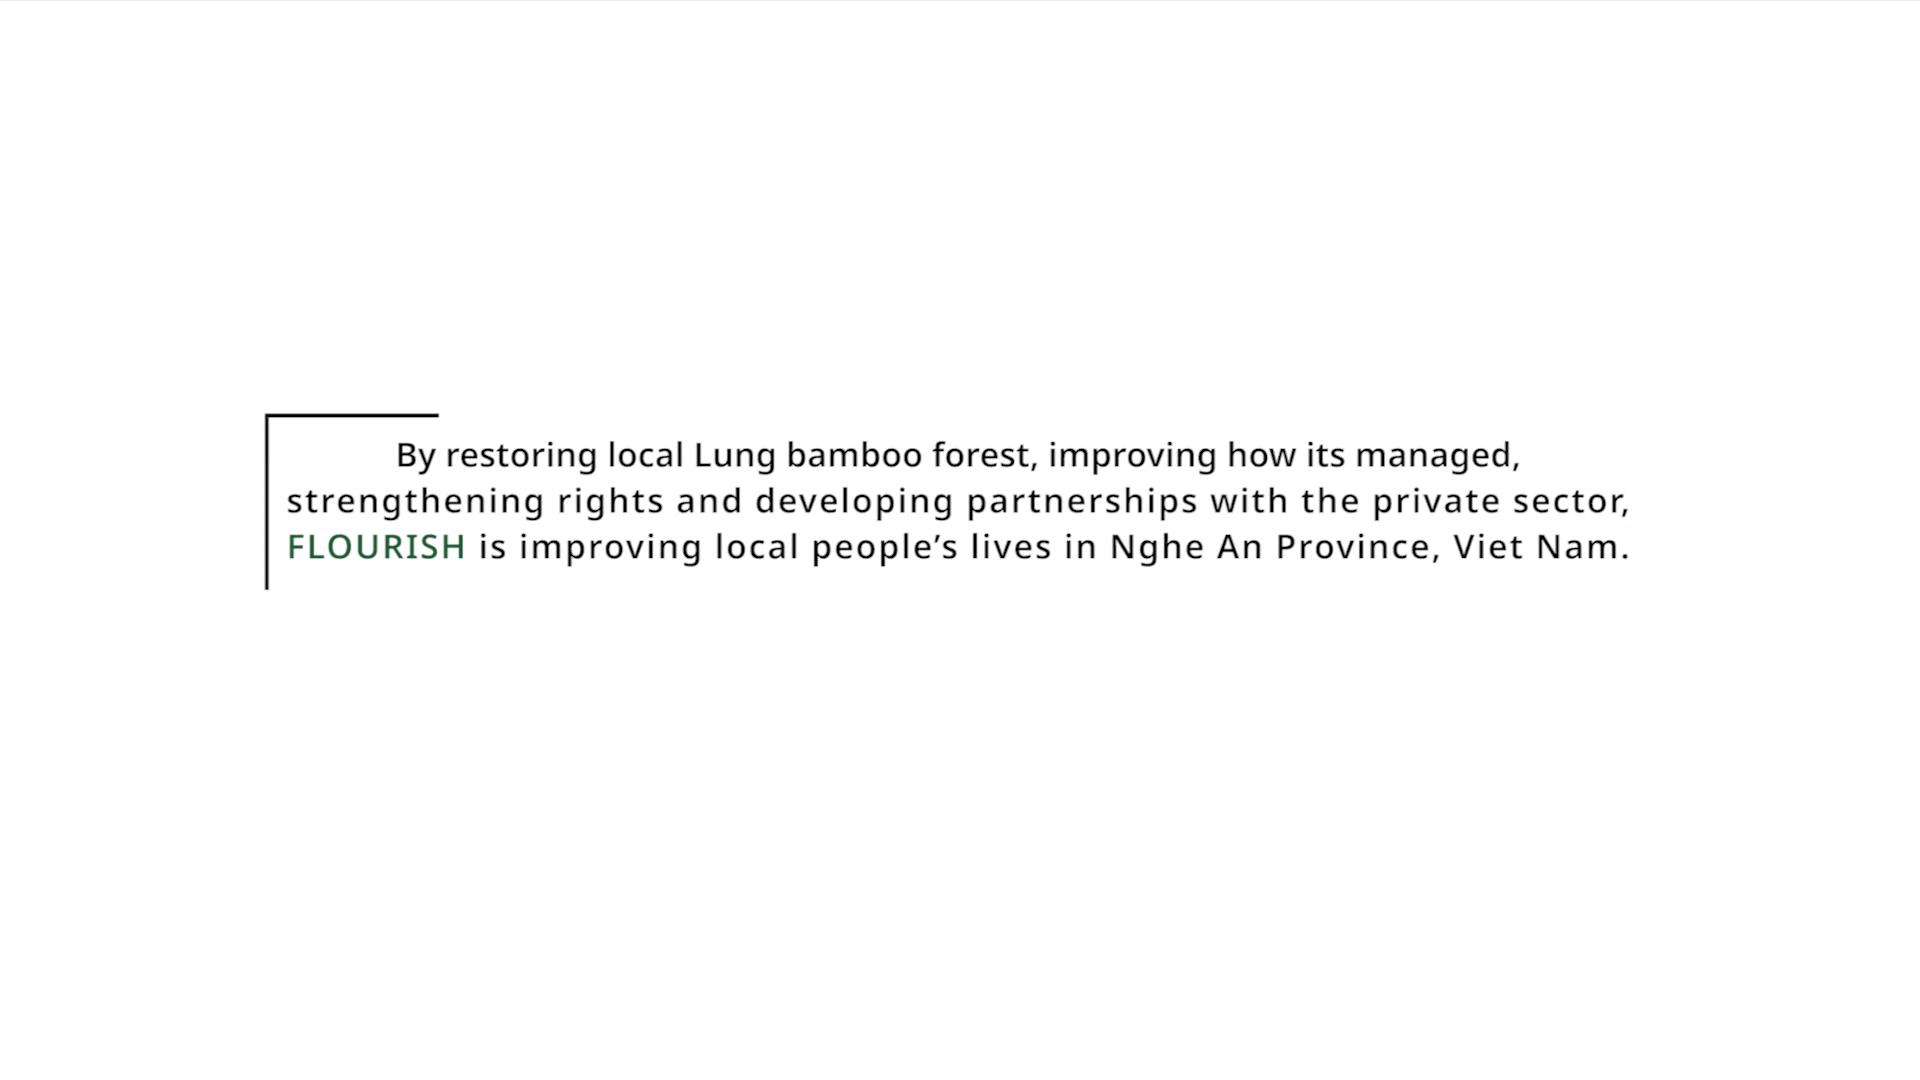 By restoring local Lung bamboo forest, improving how its managed,
strengthening rights and developing partnerships with the private sector,
FLOURISH is improving local people’s lives in Nghe An Province, Viet Nam.